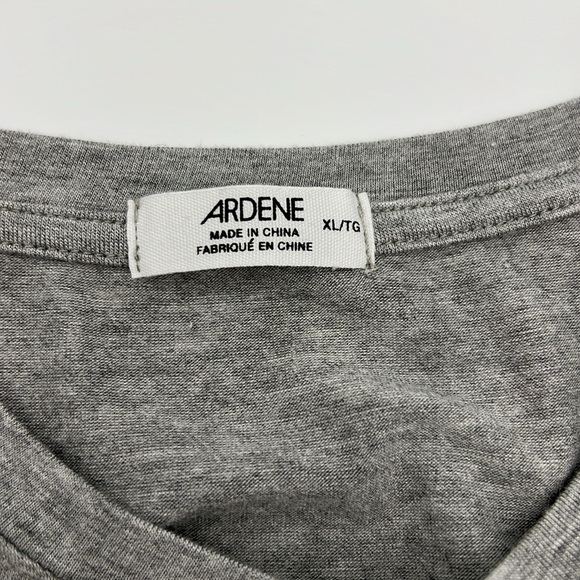 ARDENE
XL/TG
MADE IN CHINA
FABRIQUÉ EN CHINE